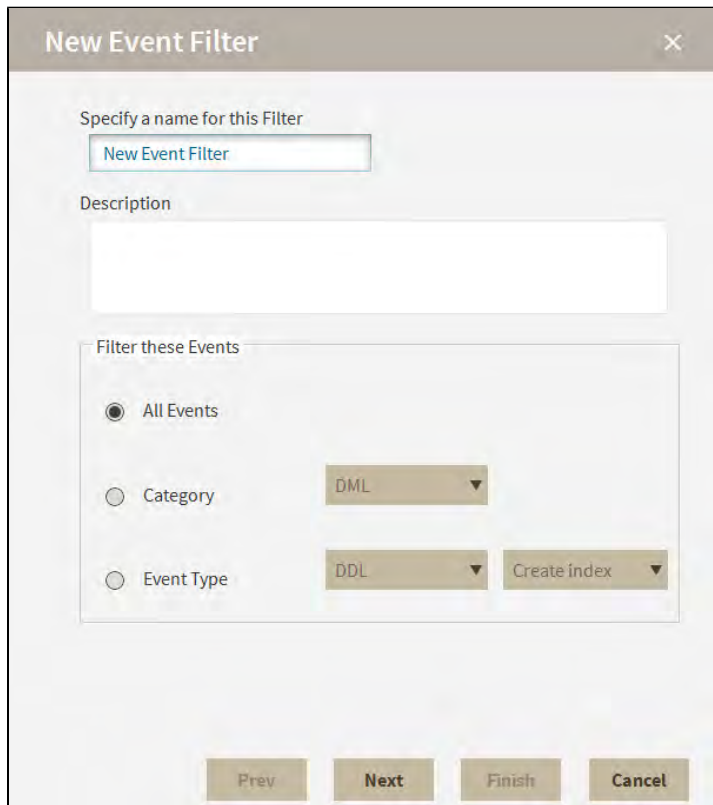 New Event Filter
Specify a name for this Filter
New Event Filter
Description
Filter these Events
All Events
Category DML
Event Type DDL Create index
Prev Next Finish Cancel